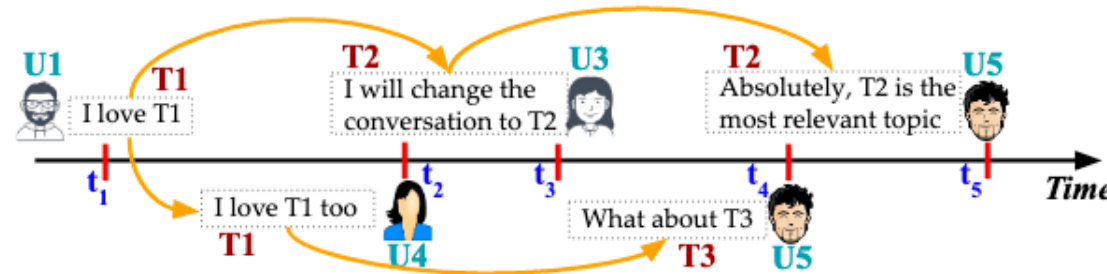 U1
T1
I love T1
T2
U3
I will change the
conversation to T2
T2
U5
Absolutely, T2 is the
most relevant topic
t1
t2
t3
t4
t5
Time
I love T1 too
T1
U4
What about T3
T3
U5